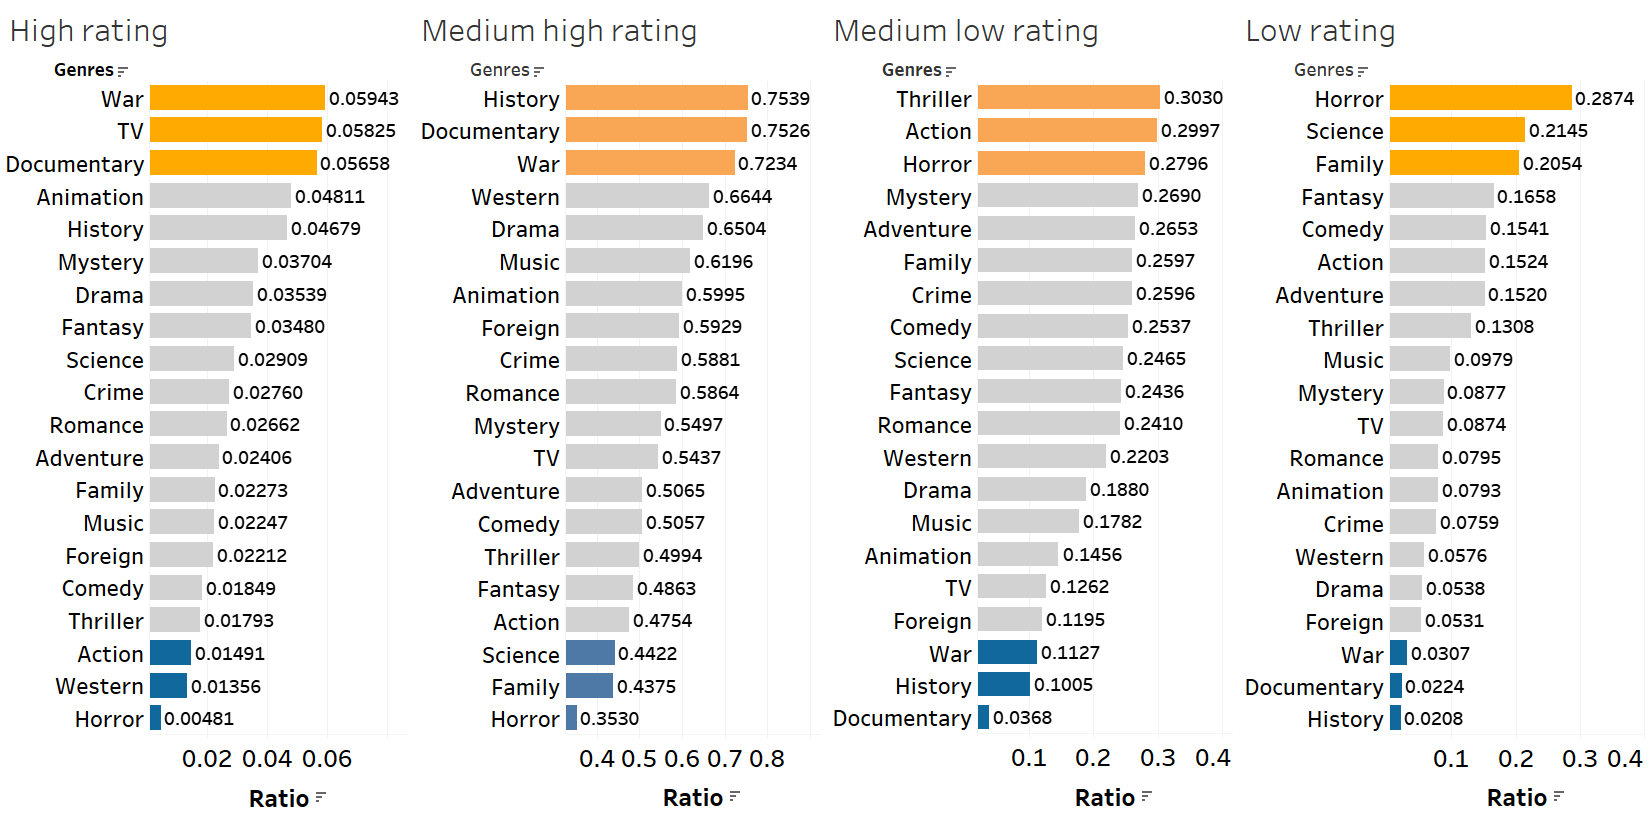 High rating
Genres
War 0.05943
TV 0.05825
Documentary 0.05658
Animation 0.04811
History 0.04679
Mystery 0.03704
Drama 0.03539
Fantasy 0.03480
Science 0.02909
Crime 0.02760
Romance 0.02662
Adventure 0.02406
Family 0.02273
Music 0.02247
Foreign 0.02212
Comedy 0.01849
Thriller 0.01793
Action 0.01491
Western 0.01356
Horror 0.00481
0.02 0.04 0.06
Ratio
Medium high rating
Genres
History 0.7539
Documentary 0.7526
War 0.7234
Western 0.6644
Drama 0.6504
Music 0.6196
Animation 0.5995
Foreign 0.5929
Crime 0.5881
Romance 0.5864
Mystery 0.5497
TV 0.5437
Adventure 0.5065
Comedy 0.5057
Thriller 0.4994
Fantasy 0.4863
Action 0.4754
Science 0.4422
Family 0.4375
Horror 0.3530
0.4 0.5 0.6 0.7 0.8
Ratio
Medium low rating
Genres
Thriller 0.3030
Action 0.2997
Horror 0.2796
Mystery 0.2690
Adventure 0.2653
Family 0.2597
Crime 0.2596
Comedy 0.2537
Science 0.2465
Fantasy 0.2436
Romance 0.2410
Western 0.2203
Drama 0.1880
Music 0.1782
Animation 0.1456
TV 0.1262
Foreign 0.1195
War 0.1127
History 0.1005
Documentary 0.0368
0.1 0.2 0.3 0.4
Ratio
Low rating
Genres
Horror 0.2874
Science 0.2145
Family 0.2054
Fantasy 0.1658
Comedy 0.1541
Action 0.1524
Adventure 0.1520
Thriller 0.1308
Music 0.0979
Mystery 0.0877
TV 0.0874
Romance 0.0795
Animation 0.0793
Crime 0.0759
Western 0.0576
Drama 0.0538
Foreign 0.0531
War 0.0307
Documentary 0.0224
History 0.0208
0.1 0.2 0.3 0.4
Ratio